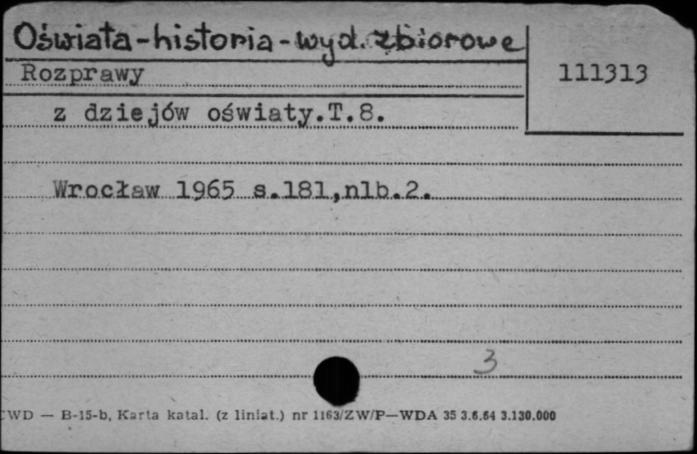 Oświata-historia-wyd. zbiorowe
Rozprawy
111313
z dziejów oświaty.T.8.
Wrocław 1965 s.181,nlb.2.
3
CWD — B-15-b, Karta katal. (z liniat.) nr 1163/ZW/P—WDA 35 3.6.64 3.130.000